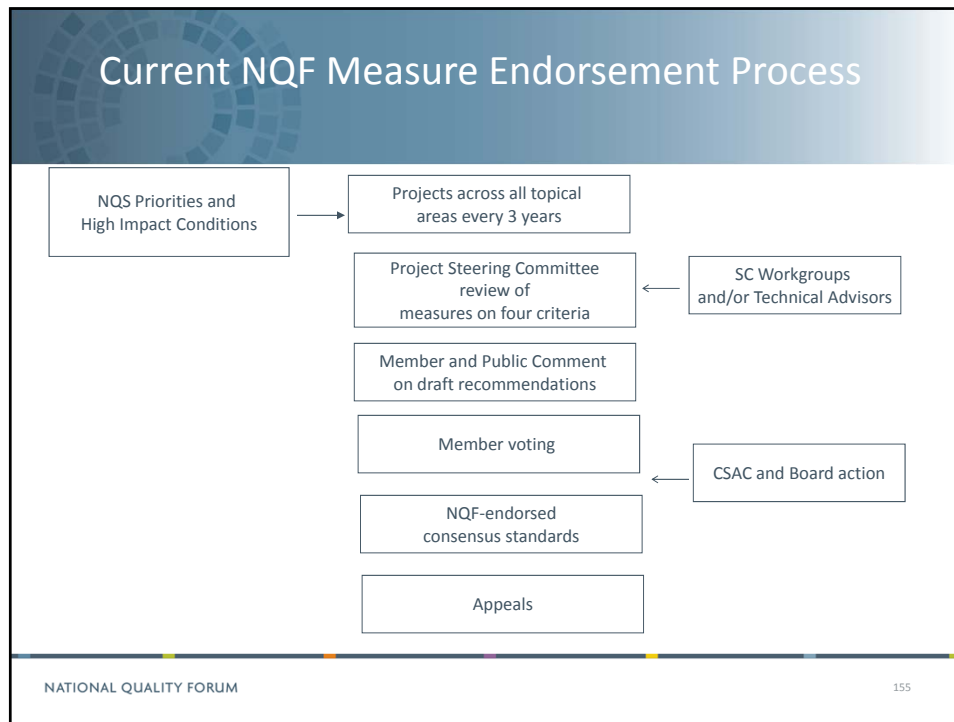 Current NQF Measure Endorsement Process
NQS Priorities and
High Impact Conditions
Projects across all topical
areas every 3 years
Project Steering Committee
review of
measures on four criteria
SC Workgroups
and/or Technical Advisors
Member and Public Comment
on draft recommendations
Member voting
CSAC and Board action
NQF-endorsed
consensus standards
Appeals
NATIONAL QUALITY FORUM
155